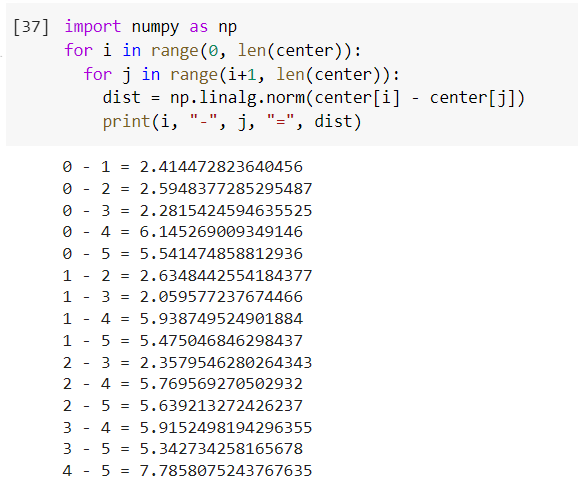 [37] import numpy as np
for i in range(0, len(center)):
  for j in range(i+1, len(center)):
    dist = np.linalg.norm(center[i] - center[j])
    print(i, "-", j, "=", dist)
0 - 1 = 2.414472823640456
0 - 2 = 2.5948377285295487
0 - 3 = 2.2815424594635525
0 - 4 = 6.145269009349146
0 - 5 = 5.541474858812936
1 - 2 = 2.6348442554184377
1 - 3 = 2.059577237674466
1 - 4 = 5.938749524901884
1 - 5 = 5.475046846298437
2 - 3 = 2.3579546280264343
2 - 4 = 5.769569270502932
2 - 5 = 5.639213272426237
3 - 4 = 5.9152498194296355
3 - 5 = 5.342734258165678
4 - 5 = 7.7858075243767635